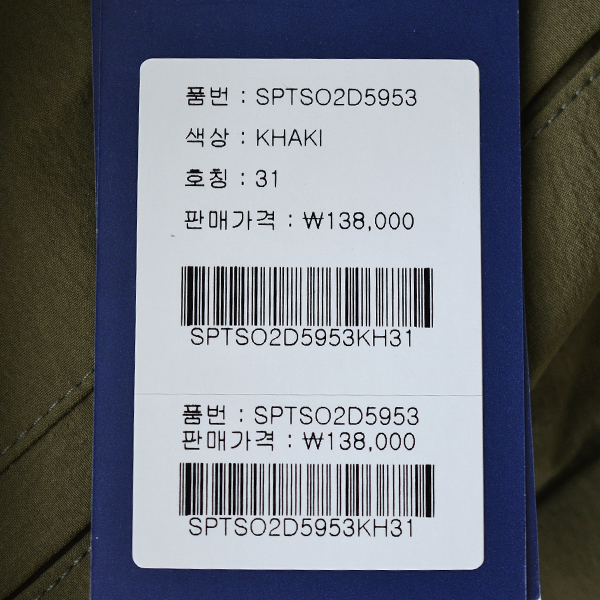 품번 : SPTSO2D5953
색상 : KHAKI
호칭 : 31
판매가격 : ₩138,000
SPTSO2D5953KH31
품번 : SPTSO2D5953
판매가격 : ₩138,000
SPTSO2D5953KH31